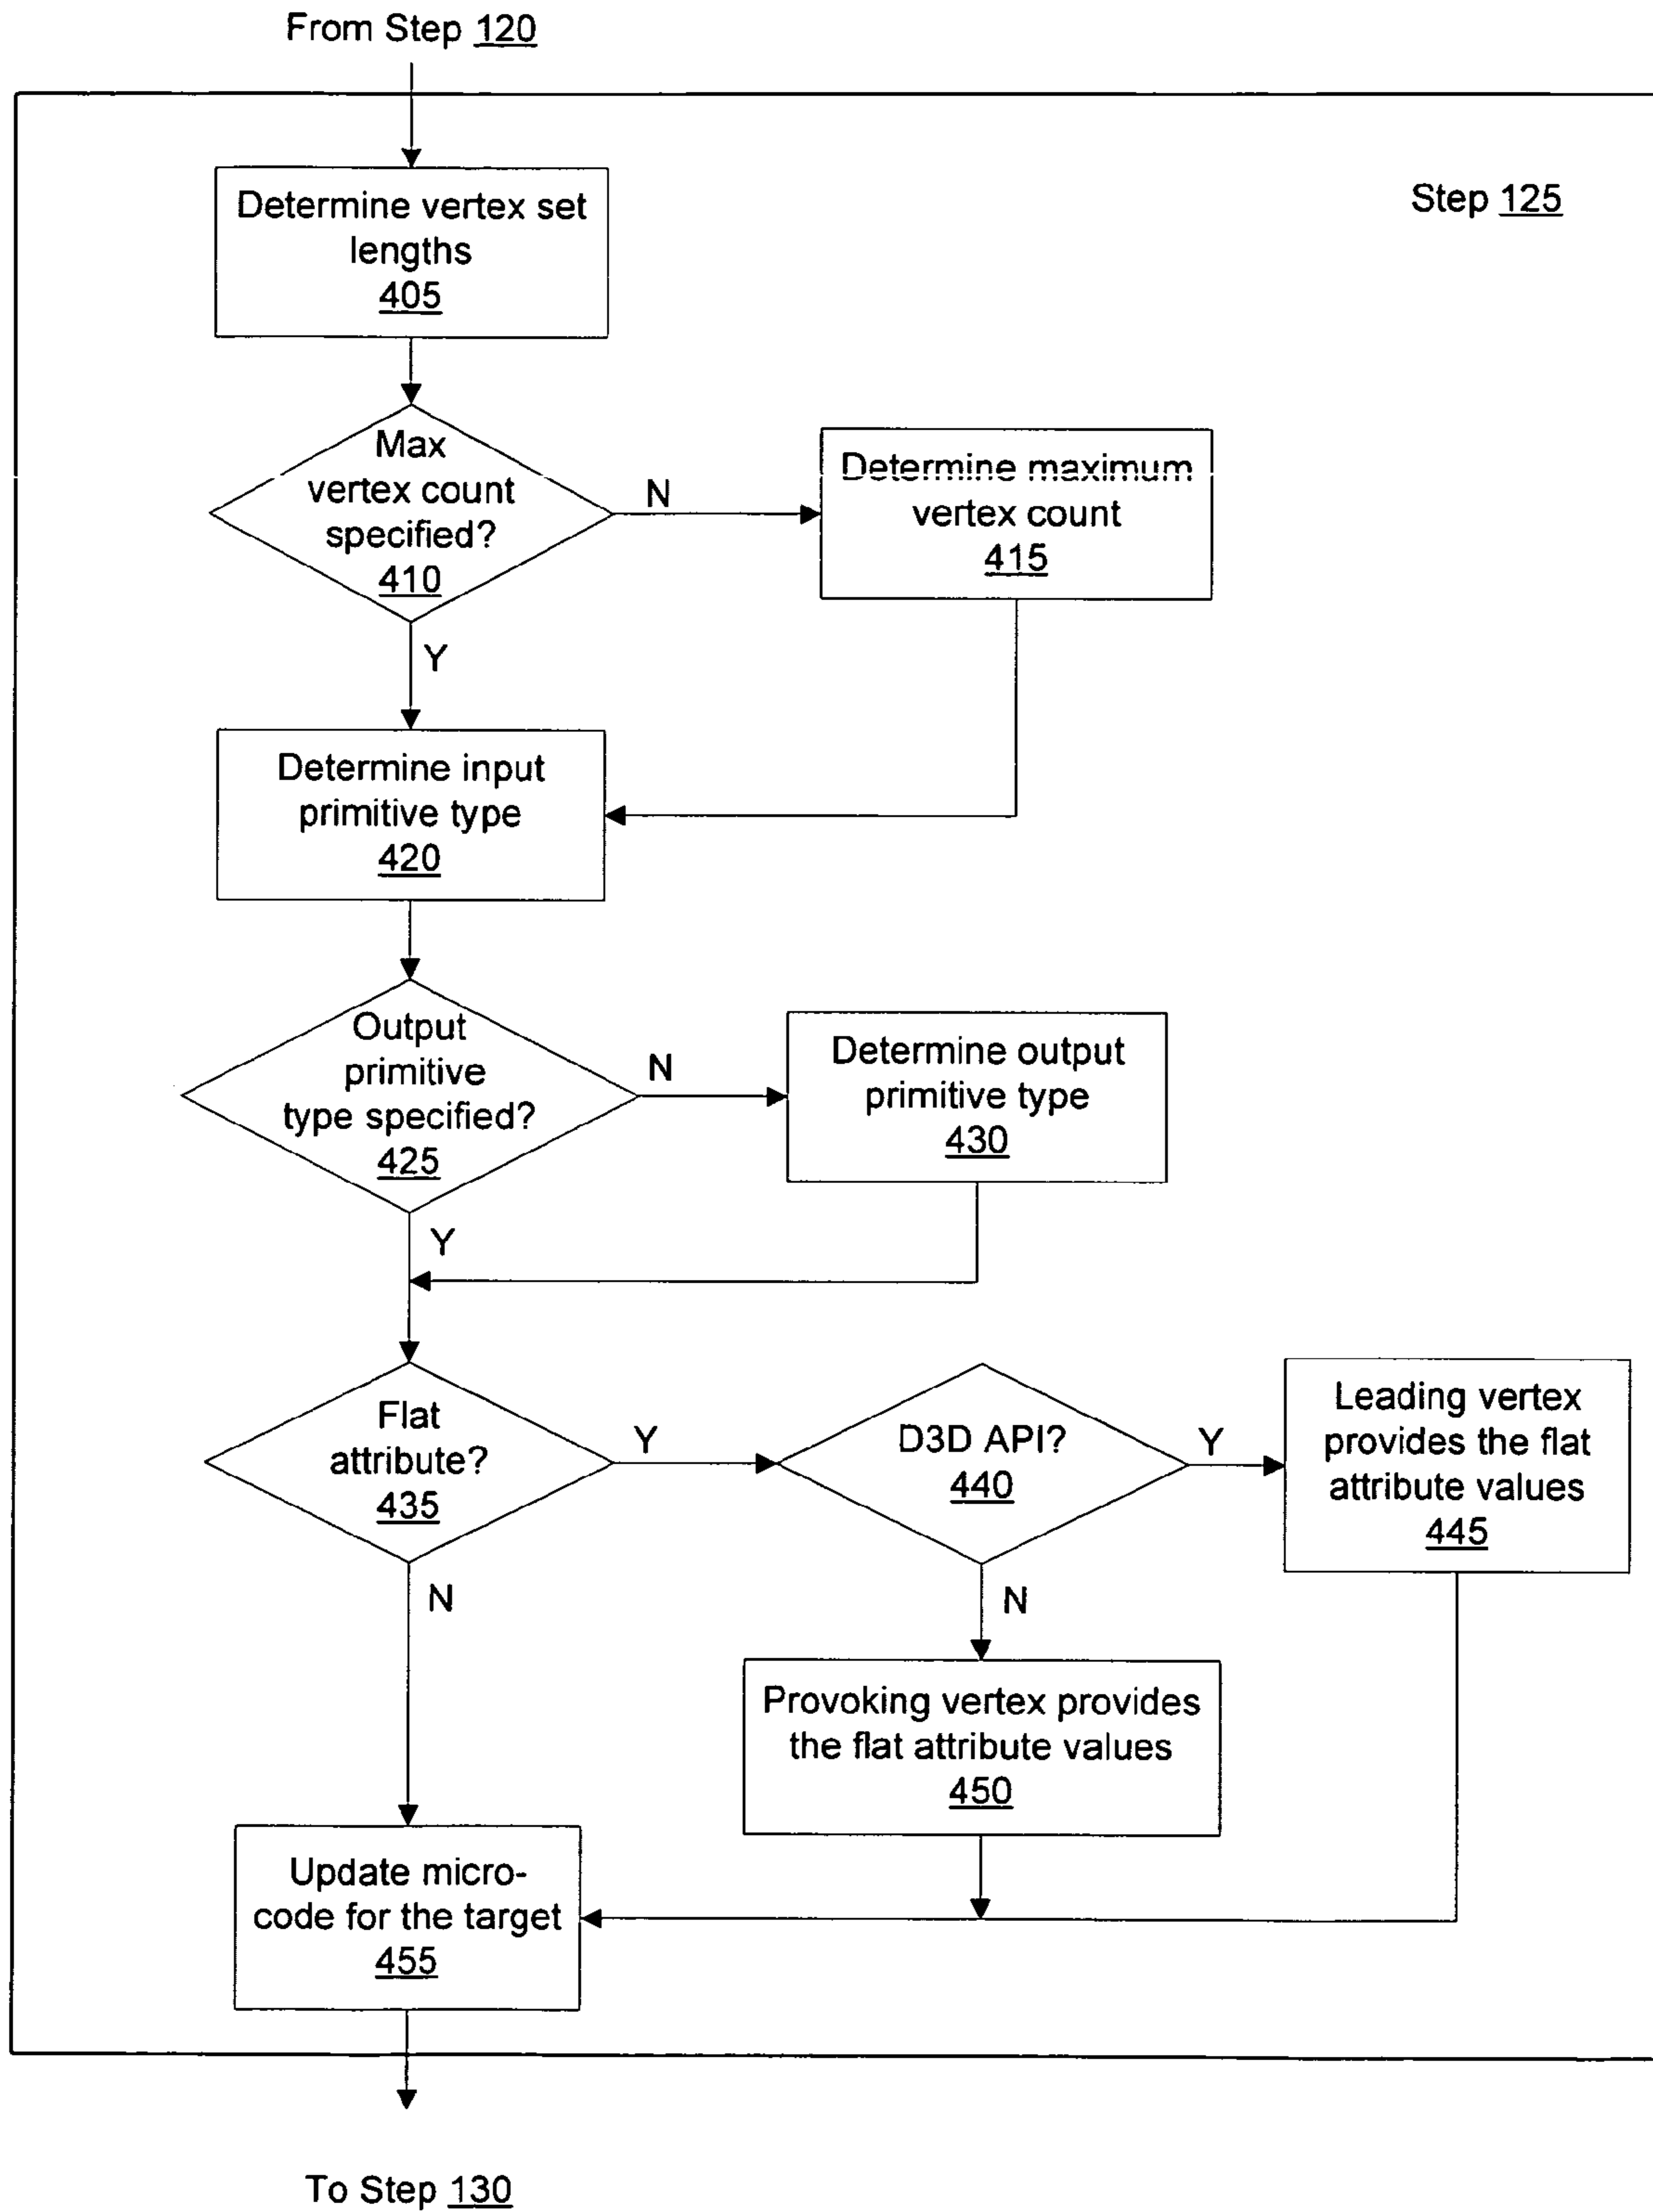 From Step 120
Step 125
Determine vertex set
lengths
405
Max
vertex count
specified?
410
N
Determine maximum
vertex count
415
Y
Determine input
primitive type
420
Output
primitive
type specified?
425
N
Determine output
primitive type
430
Y
Flat
attribute?
435
Y
D3D API?
440
Y
Leading vertex
provides the flat
attribute values
445
N
N
Provoking vertex provides
the flat attribute values
450
Update micro-
code for the target
455
To Step 130